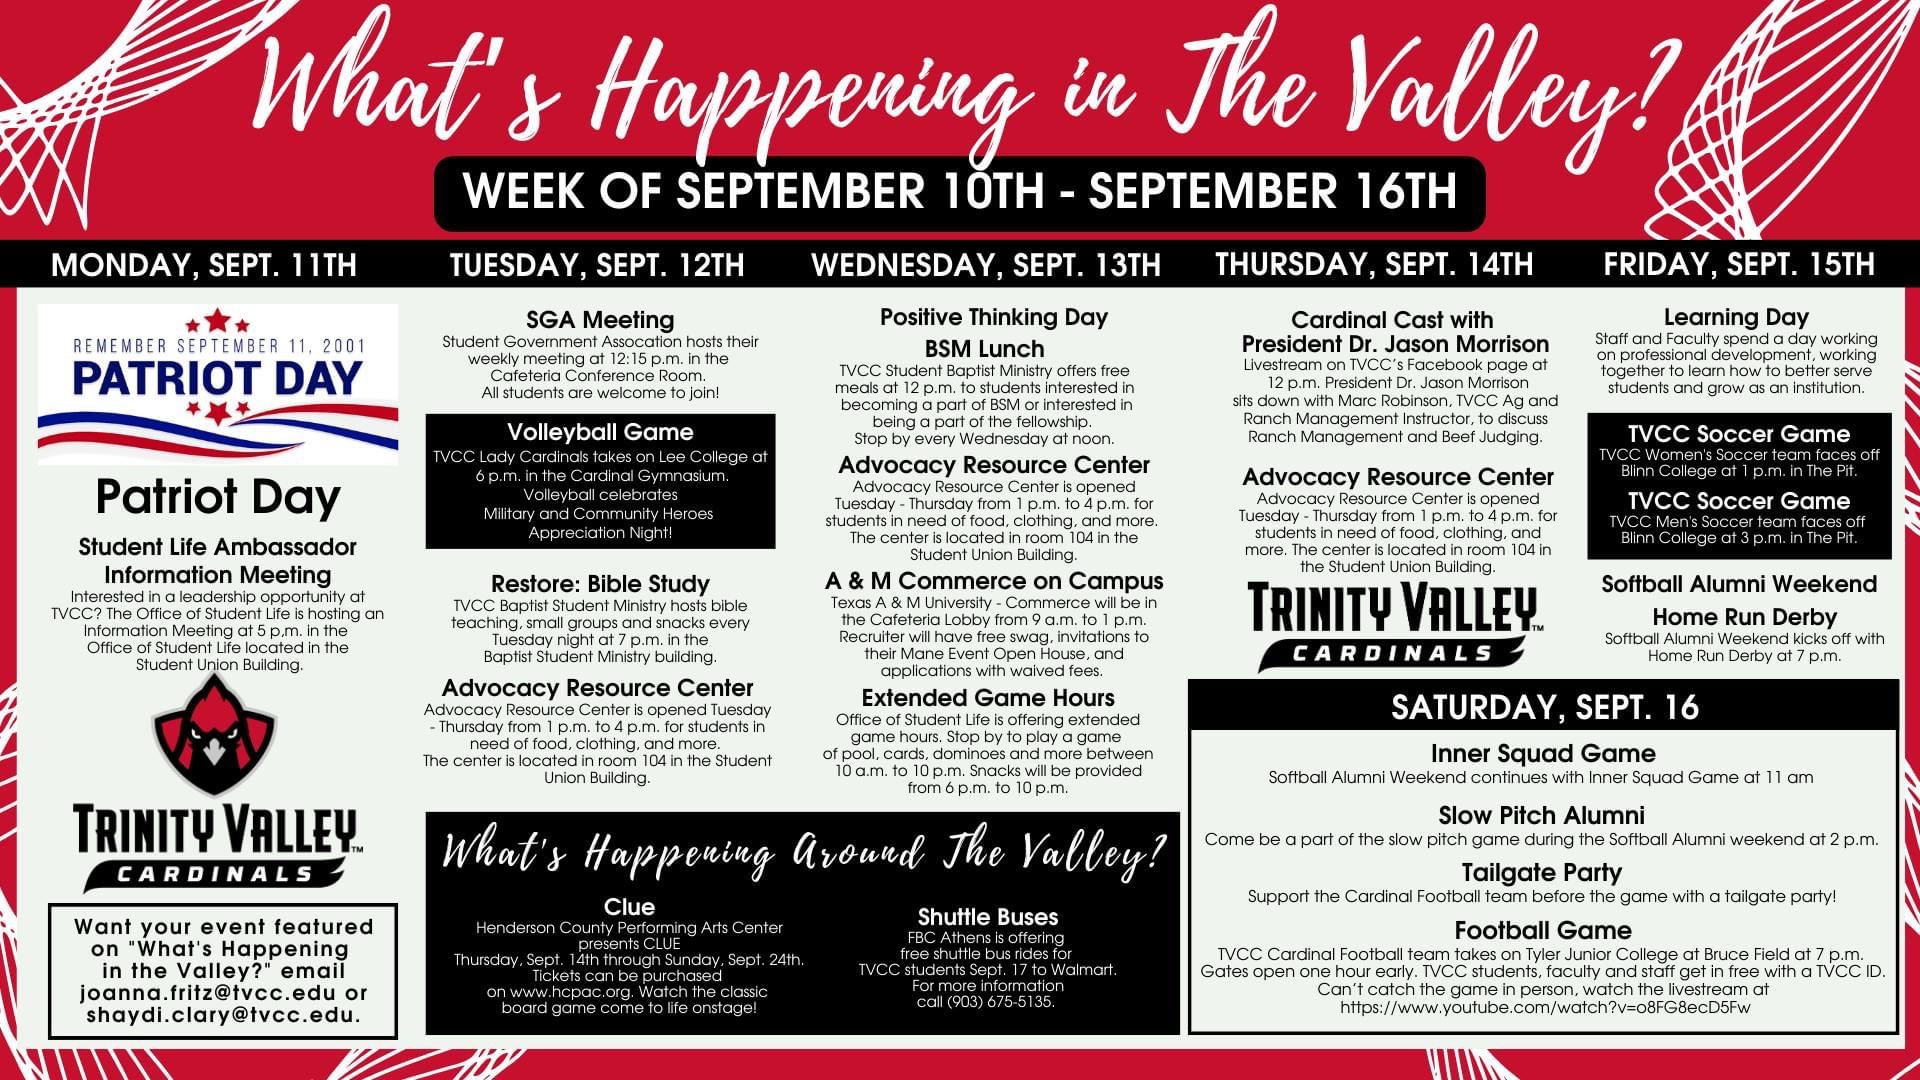 What's Happening in The Valley?
WEEK OF SEPTEMBER 10TH - SEPTEMBER 16TH
MONDAY, SEPT. 11TH
REMEMBER SEPTEMBER 11, 2001
PATRIOT DAY
Patriot Day
Student Life Ambassador
Information Meeting
Interested in a leadership opportunity at
TVCC? The Office of Student Life is hosting an
Information Meeting at 5 p,m. in the
Office of Student Life located in the
Student Union Building.
TRINITY VALLEY™
CARDINALS
Want your event featured
on "What's Happening
in the Valley?" email
joanna.fritz@tvcc.edu or
shaydi.clary@tvcc.edu.
TUESDAY, SEPT. 12TH
SGA Meeting
Student Government Assocation hosts their
weekly meeting at 12:15 p.m. in the
Cafeteria Conference Room.
All students are welcome to join!
Volleyball Game
TVCC Lady Cardinals takes on Lee College at
6 p.m. in the Cardinal Gymnasium.
Volleyball celebrates
Military and Community Heroes
Appreciation Night!
Restore: Bible Study
TVCC Baptist Student Ministry hosts bible
teaching, small groups and snacks every
Tuesday night at 7 p.m. in the
Baptist Student Ministry building.
Advocacy Resource Center
Advocacy Resource Center is opened Tuesday
- Thursday from 1 p.m. to 4 p.m. for students in
need of food, clothing, and more.
The center is located in room 104 in the Student
Union Building.
WEDNESDAY, SEPT. 13TH
Positive Thinking Day
BSM Lunch
TVCC Student Baptist Ministry offers free
meals at 12 p.m. to students interested in
becoming a part of BSM or interested in
being a part of the fellowship.
Stop by every Wednesday at noon.
Advocacy Resource Center
Advocacy Resource Center is opened
Tuesday - Thursday from 1 p.m. to 4 p.m. for
students in need of food, clothing, and more.
The center is located in room 104 in the
Student Union Building.
A & M Commerce on Campus
Texas A & M University - Commerce will be in
the Cafeteria Lobby from 9 a.m. to 1 p.m.
Recruiter will have free swag, invitations to
their Mane Event Open House, and
applications with waived fees.
Extended Game Hours
Office of Student Life is offering extended
game hours. Stop by to play a game
of pool, cards, dominoes and more between
10 a.m. to 10 p.m. Snacks will be provided
from 6 p.m. to 10 p.m.
What's Happening Around The Valley?
Clue
Henderson County Performing Arts Center
presents CLUE
Thursday, Sept. 14th through Sunday, Sept. 24th.
Tickets can be purchased
on www.hcpac.org. Watch the classic
board game come to life onstage!
Shuttle Buses
FBC Athens is offering
free shuttle bus rides for
TVCC students Sept. 17 to Walmart.
For more information
call (903) 675-5135.
THURSDAY, SEPT. 14TH
Cardinal Cast with
President Dr. Jason Morrison
Livestream on TVCC's Facebook page at
12 p.m. President Dr. Jason Morrison
sits down with Marc Robinson, TVCC Ag and
Ranch Management Instructor, to discuss
Ranch Management and Beef Judging.
Advocacy Resource Center
Advocacy Resource Center is opened
Tuesday - Thursday from 1 p.m. to 4 p.m. for
students in need of food, clothing, and
more. The center is located in room 104 in
the Student Union Building.
TRINITY VALLEY™
CARDINALS
FRIDAY, SEPT. 15TH
Learning Day
Staff and Faculty spend a day working
on professional development, working
together to learn how to better serve
students and grow as an institution.
TVCC Soccer Game
TVCC Women's Soccer team faces off
Blinn College at 1 p.m. in The Pit.
TVCC Soccer Game
TVCC Men's Soccer team faces off
Blinn College at 3 p.m. in The Pit.
Softball Alumni Weekend
Home Run Derby
Softball Alumni Weekend kicks off with
Home Run Derby at 7 p.m.
SATURDAY, SEPT. 16
Inner Squad Game
Softball Alumni Weekend continues with Inner Squad Game at 11 am
Slow Pitch Alumni
Come be a part of the slow pitch game during the Softball Alumni weekend at 2 p.m.
Tailgate Party
Support the Cardinal Football team before the game with a tailgate party!
Football Game
TVCC Cardinal Football team takes on Tyler Junior College at Bruce Field at 7 p.m.
Gates open one hour early. TVCC students, faculty and staff get in free with a TVCC ID.
Can't catch the game in person, watch the livestream at
https://www.youtube.com/watch?v=o8FG8ecD5Fw